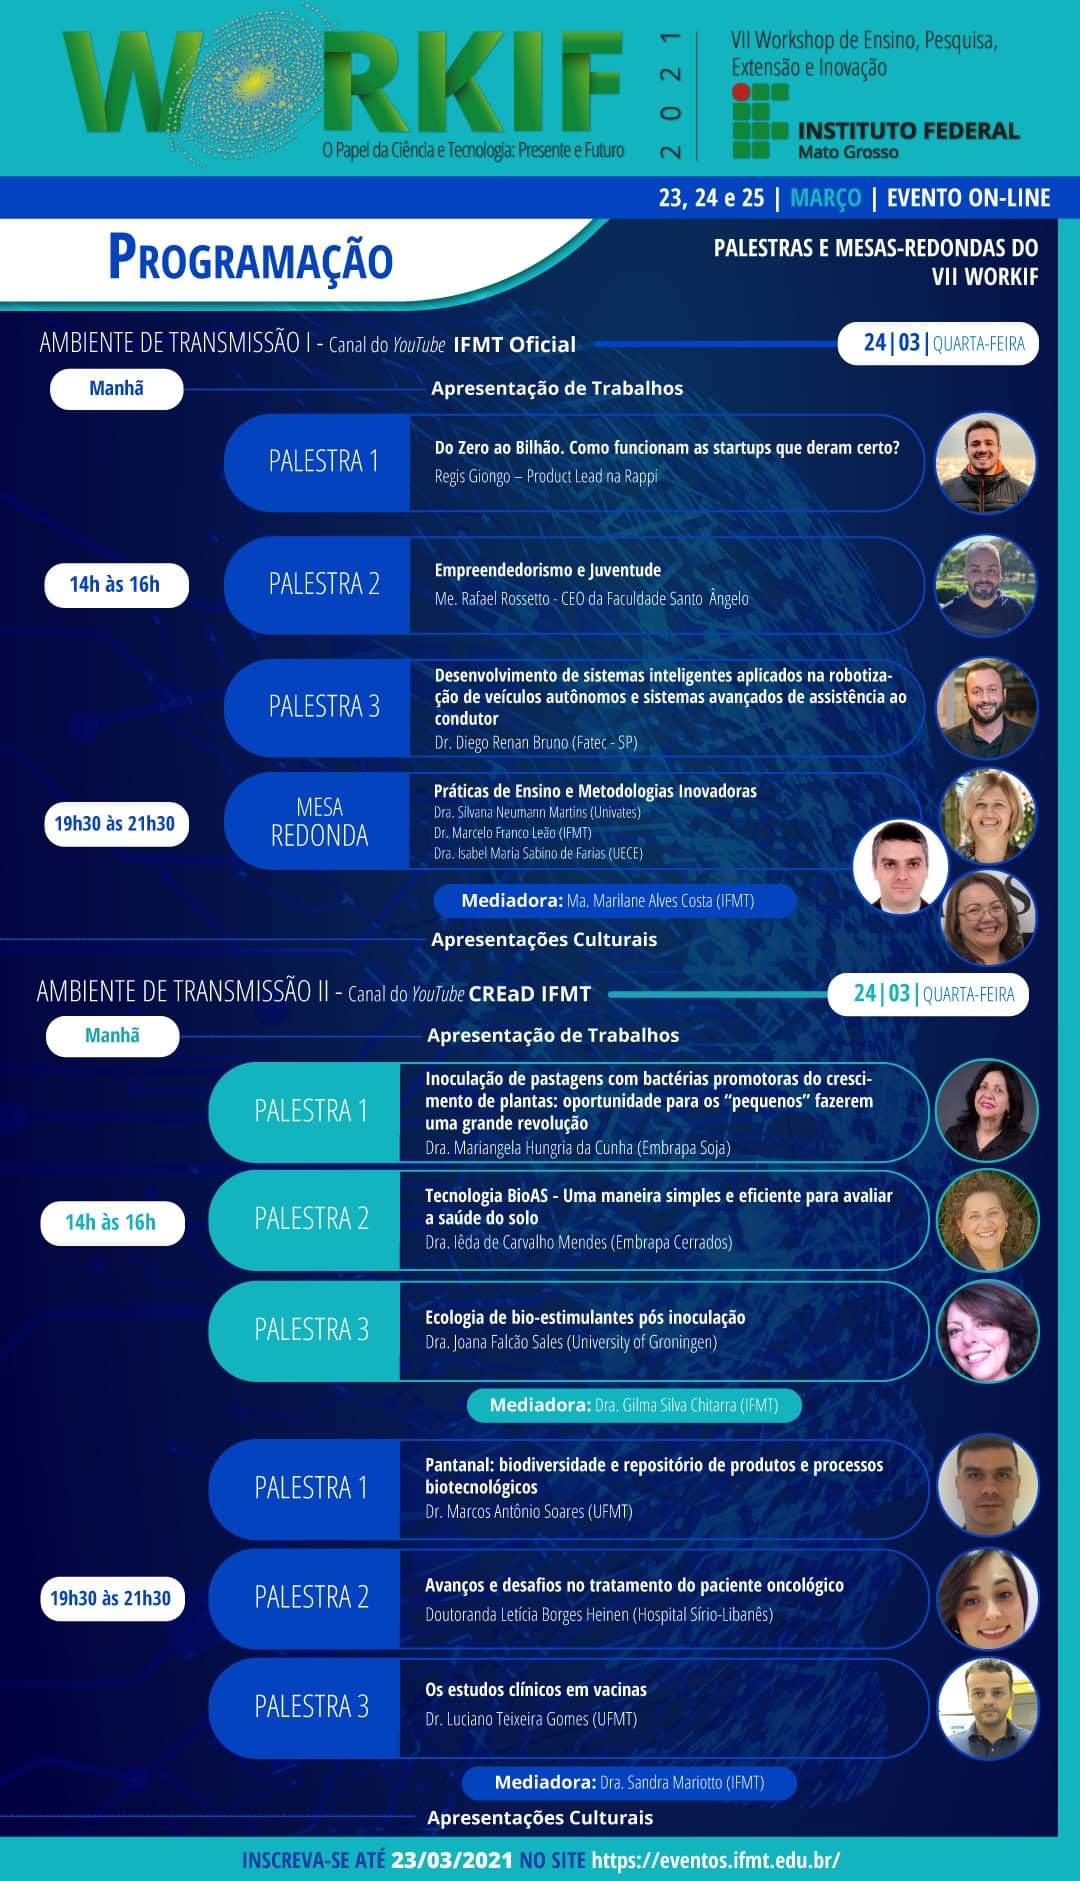 WORKIF
O Papel da Ciência e Tecnologia: Presente e Futuro
2021
VII Workshop de Ensino, Pesquisa,
Extensão e Inovação
INSTITUTO FEDERAL
Mato Grosso
23, 24 e 25 | MARÇO | EVENTO ON-LINE
PROGRAMAÇÃO
PALESTRAS E MESAS-REDONDAS DO
VII WORKIF
AMBIENTE DE TRANSMISSÃO I - Canal do YouTube IFMT Oficial
24|03| QUARTA-FEIRA
Manhã
Apresentação de Trabalhos
PALESTRA 1
Do Zero ao Bilhão. Como funcionam as startups que deram certo?
Regis Giongo – Product Lead na Rappi
14h às 16h
PALESTRA 2
Empreendedorismo e Juventude
Me. Rafael Rossetto - CEO da Faculdade Santo Ângelo
PALESTRA 3
Desenvolvimento de sistemas inteligentes aplicados na robotiza-
ção de veículos autônomos e sistemas avançados de assistência ao
condutor
Dr. Diego Renan Bruno (Fatec - SP)
19h30 às 21h30
MESA
REDONDA
Práticas de Ensino e Metodologias Inovadoras
Dra. Silvana Neumann Martins (Univates)
Dr. Marcelo Franco Leão (IFMT)
Dra. Isabel Maria Sabino de Farias (UECE)
Mediadora: Ma. Marilane Alves Costa (IFMT)
Apresentações Culturais
AMBIENTE DE TRANSMISSÃO II - Canal do YouTube CREaD IFMT
24|03| QUARTA-FEIRA
Manhã
Apresentação de Trabalhos
PALESTRA 1
Inoculação de pastagens com bactérias promotoras do cresci-
mento de plantas: oportunidade para os “pequenos” fazerem
uma grande revolução
Dra. Mariangela Hungria da Cunha (Embrapa Soja)
14h às 16h
PALESTRA 2
Tecnologia BioAS - Uma maneira simples e eficiente para avaliar
a saúde do solo
Dra. Iêda de Carvalho Mendes (Embrapa Cerrados)
PALESTRA 3
Ecologia de bio-estimulantes pós inoculação
Dra. Joana Falcão Sales (University of Groningen)
Mediadora: Dra. Gilma Silva Chitarra (IFMT)
PALESTRA 1
Pantanal: biodiversidade e repositório de produtos e processos
biotecnológicos
Dr. Marcos Antônio Soares (UFMT)
19h30 às 21h30
PALESTRA 2
Avanços e desafios no tratamento do paciente oncológico
Doutoranda Letícia Borges Heinen (Hospital Sírio-Libanês)
PALESTRA 3
Os estudos clínicos em vacinas
Dr. Luciano Teixeira Gomes (UFMT)
Mediadora: Dra. Sandra Mariotto (IFMT)
Apresentações Culturais
INSCREVA-SE ATÉ 23/03/2021 NO SITE https://eventos.ifmt.edu.br/